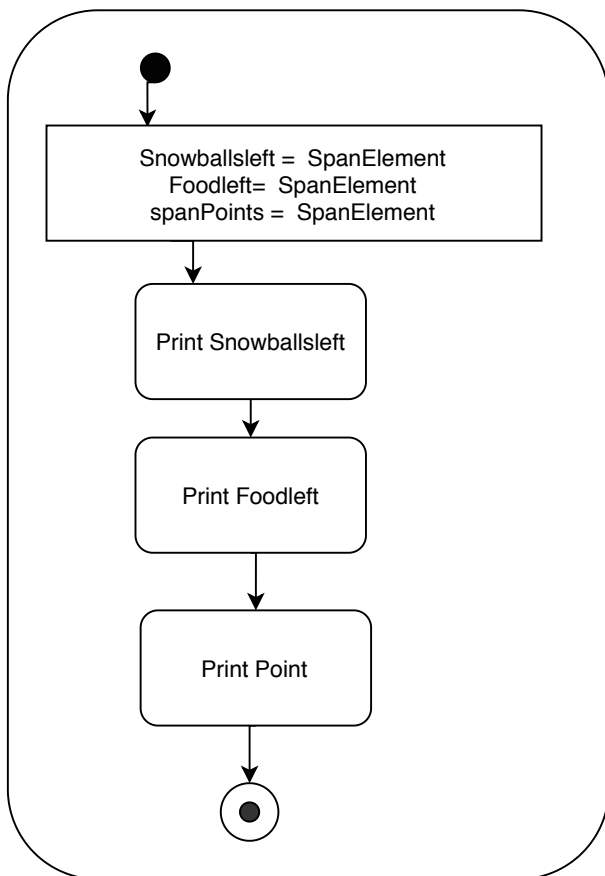 Snowballsleft =  SpanElement
Foodleft=  SpanElement
spanPoints =  SpanElement
Print Snowballsleft
Print Foodleft
Print Point